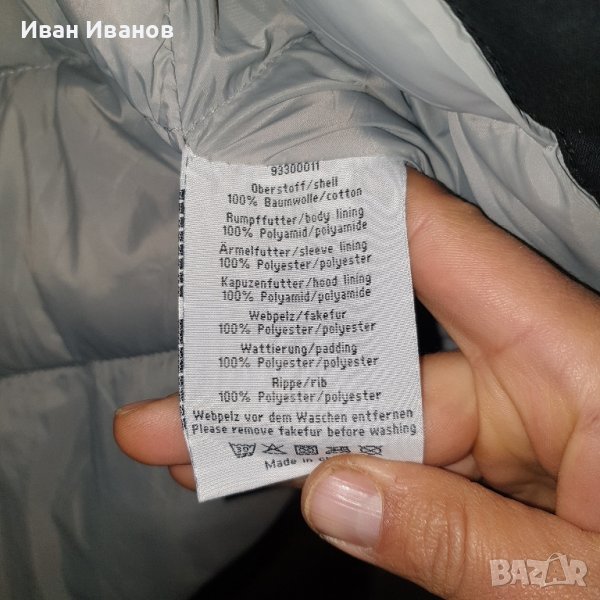 Иван Иванов
93300011
Oberstoff/shell
100% Baumwolle/cotton
Rumpffutter/body lining
100% Polyamid/polyamide
Ärmelfutter/sleeve lining
100% Polyester/polyester
Kapuzenfutter/hood lining
100% Polyamid/polyamide
Webpelz/fakefur
100% Polyester/polyester
Wattierung/padding
100% Polyester/polyester
Rippe/rib
100% Polyester/polyester
Webpelz vor dem Waschen entfernen
Please remove fakefur before washing
30°
Made in
BAZAR